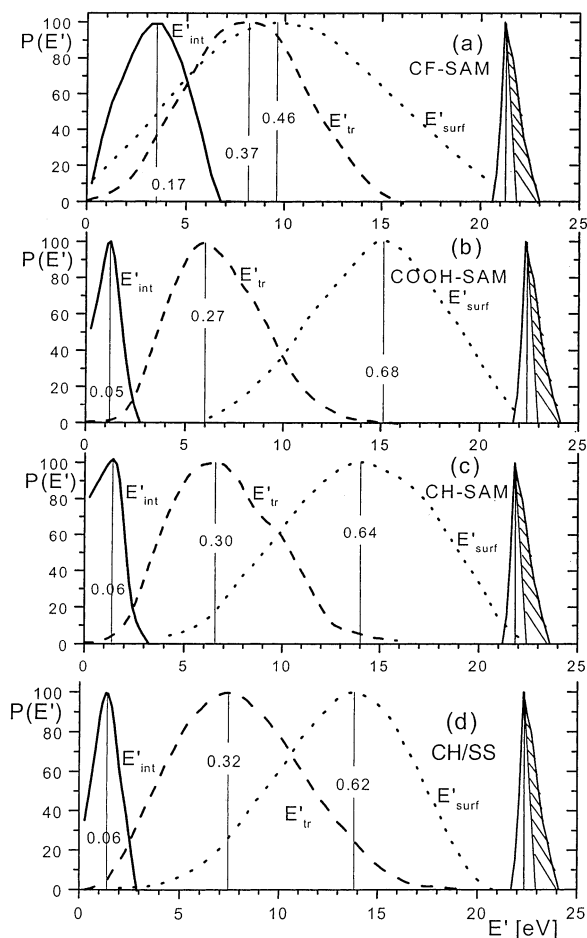 P(E')
100
80
60
40
20
0
E'int
(a)
CF-SAM
0.46
E'tr
E'surf
0.37
0.17
0 5 10 15 20 25
P(E')
100
80
60
40
20
0
E'int
(b)
COOH-SAM
E'tr
E'surf
0.27
0.05
0.68
0 5 10 15 20 25
P(E')
100
80
60
40
20
0
E'int
(c)
CH-SAM
E'tr
0.30
0.64
E'surf
0.06
0 5 10 15 20 25
P(E')
100
80
60
40
20
0
E'int
(d)
CH/SS
0.32
0.62
E'surf
E'tr
0.06
0 5 10 15 20 25
E' [eV]